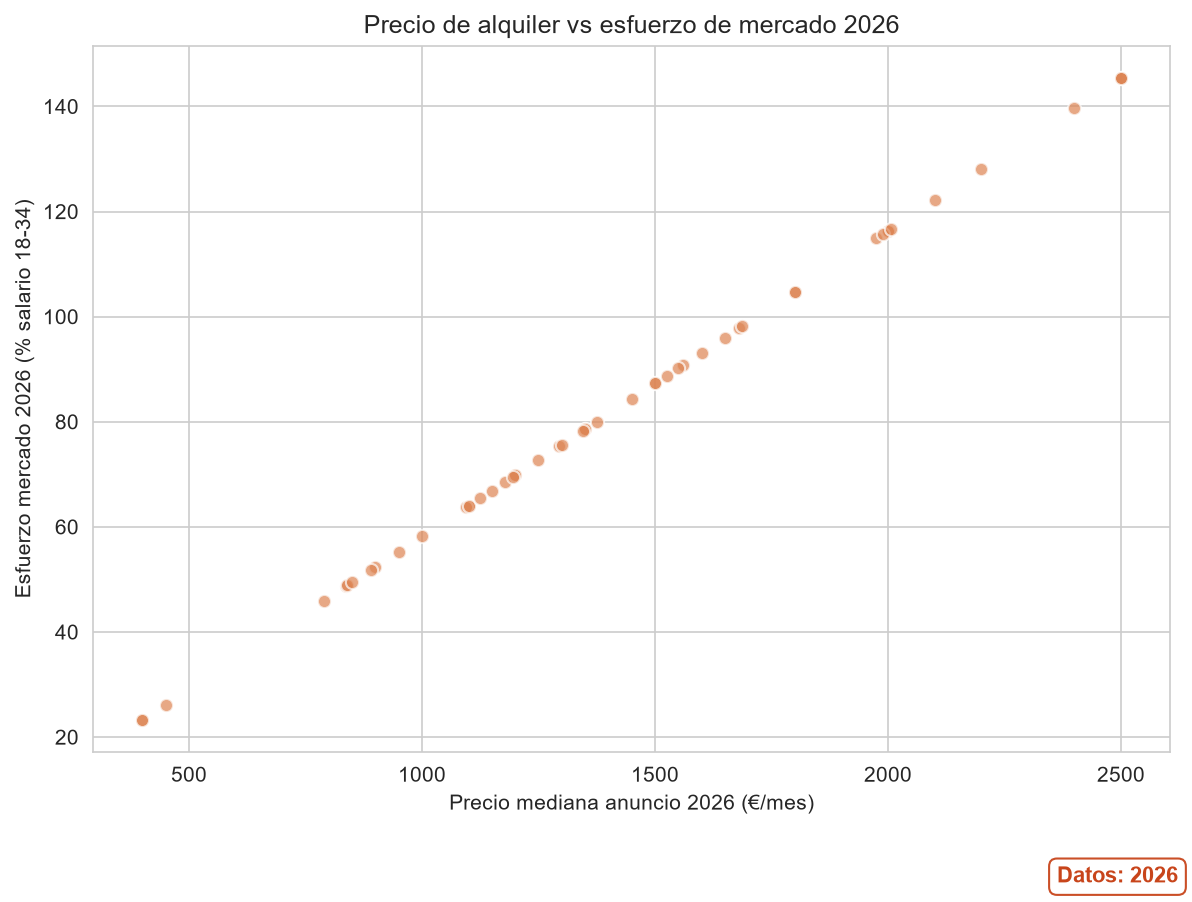 Precio de alquiler vs esfuerzo de mercado 2026
Esfuerzo mercado 2026 (% salario 18-34)
140
120
100
80
60
40
20
500 1000 1500 2000 2500
Precio mediana anuncio 2026 (€/mes)
Datos: 2026